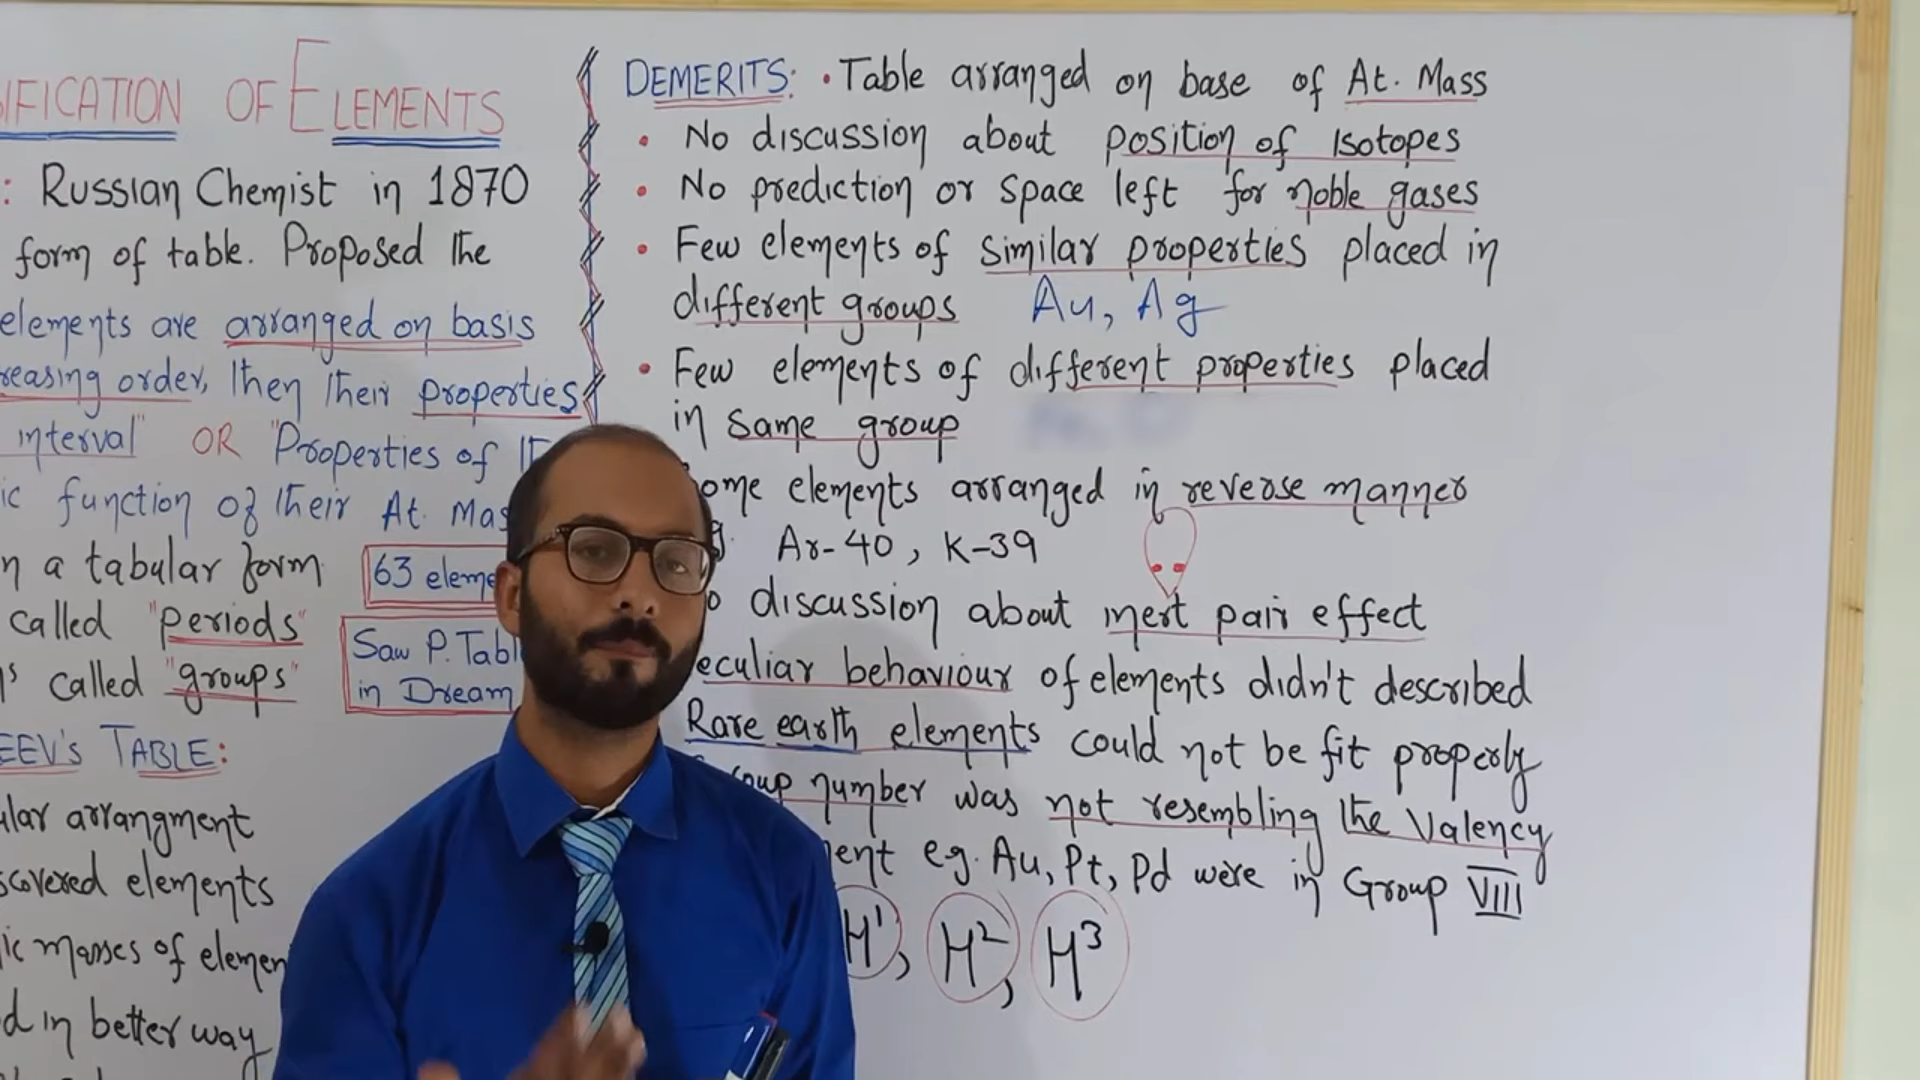 IFICATION OF ELEMENTS
: Russian Chemist in 1870
form of table. Proposed the
elements are arranged on basis
reasing order, then their properties
interval" OR "Properties of
ic function of their At. Mas
n a tabular form
63 eleme
called "periods"
Saw P. Tabl
in Dream
called "groups"
EEV'S TABLE:
ular arrangment
scovered elements
ic masses of elemen
d in better way
DEMERITS: • Table arranged on base of At. Mass
• No discussion about position of Isotopes
• No prediction or space left for noble gases
• Few elements of similar properties placed in
different groups Au, Ag
• Few elements of different properties placed
in same group
ome elements arranged in reverse manner
g. Ar-40, K-39
o discussion about inert pair effect
eculiar behaviour of elements didn't described
Rare earth elements could not be fit properly
oup number was not resembling the valency
ent eg. Au, Pt, Pd were in Group VIII
H¹, H², H³